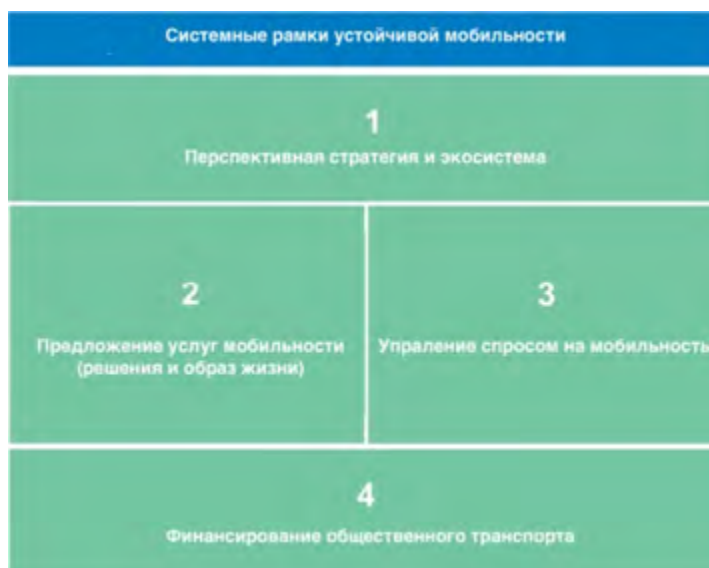 Системные рамки устойчивой мобильности
1
Перспективная стратегия и экосистема
2
Предложение услуг мобильности
(решения и образ жизни)
3
Упраление спросом на мобильность
4
Финансирование общественного транспорта